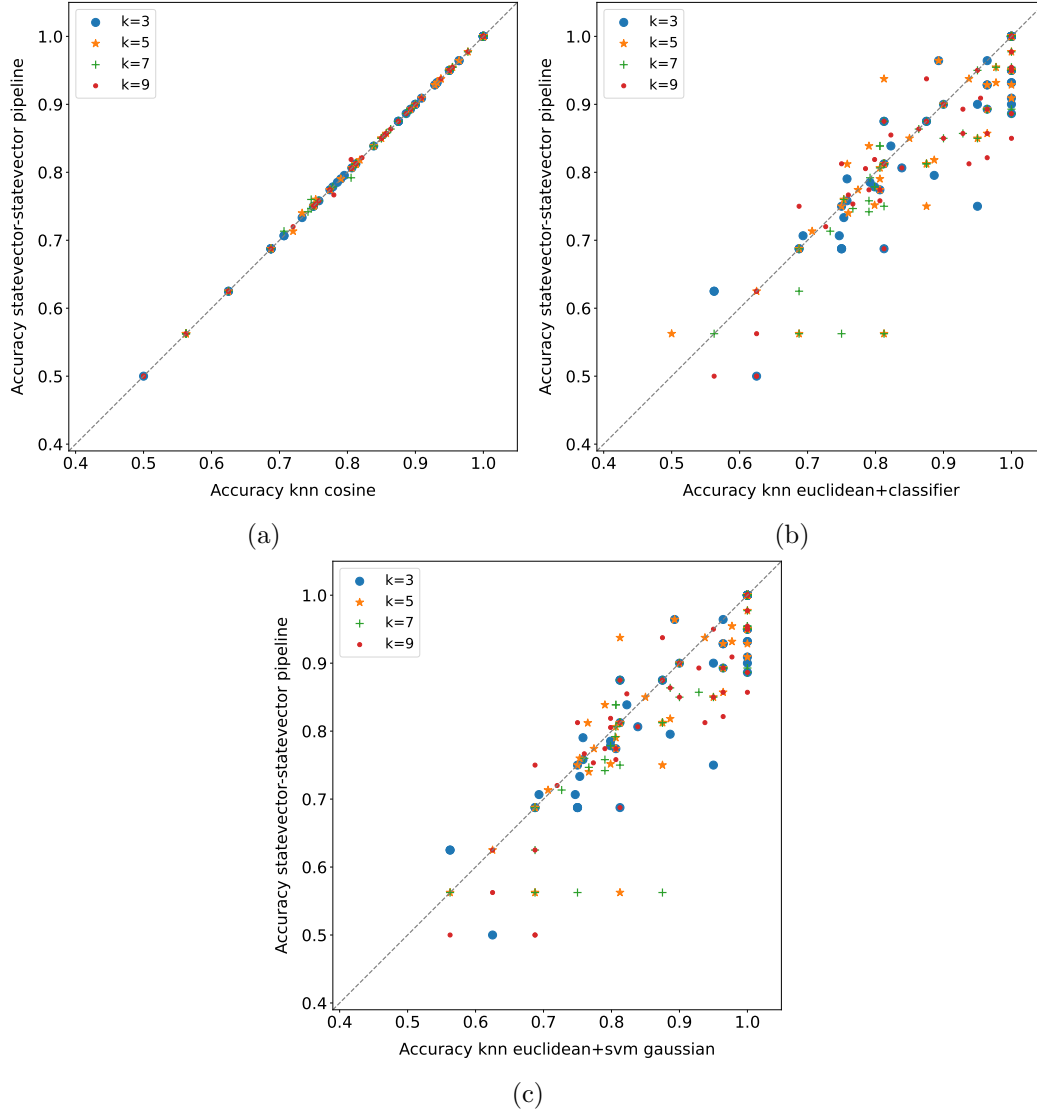 k=3
k=5
k=7
k=9
1.0
0.9
0.8
0.7
0.6
0.5
0.4
Accuracy statevector-statevector pipeline
0.4 0.5 0.6 0.7 0.8 0.9 1.0
Accuracy knn cosine
(a)
k=3
k=5
k=7
k=9
1.0
0.9
0.8
0.7
0.6
0.5
0.4
Accuracy statevector-statevector pipeline
0.4 0.5 0.6 0.7 0.8 0.9 1.0
Accuracy knn euclidean+classifier
(b)
k=3
k=5
k=7
k=9
1.0
0.9
0.8
0.7
0.6
0.5
0.4
Accuracy statevector-statevector pipeline
0.4 0.5 0.6 0.7 0.8 0.9 1.0
Accuracy knn euclidean+svm gaussian
(c)